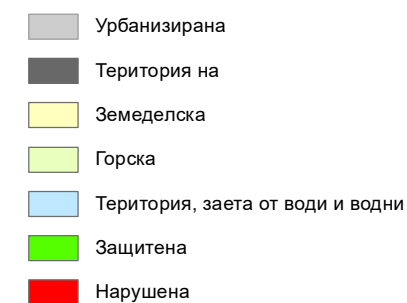 Урбанизирана
Територия на
Земеделска
Горска
Територия, заета от води и водни
Защитена
Нарушена